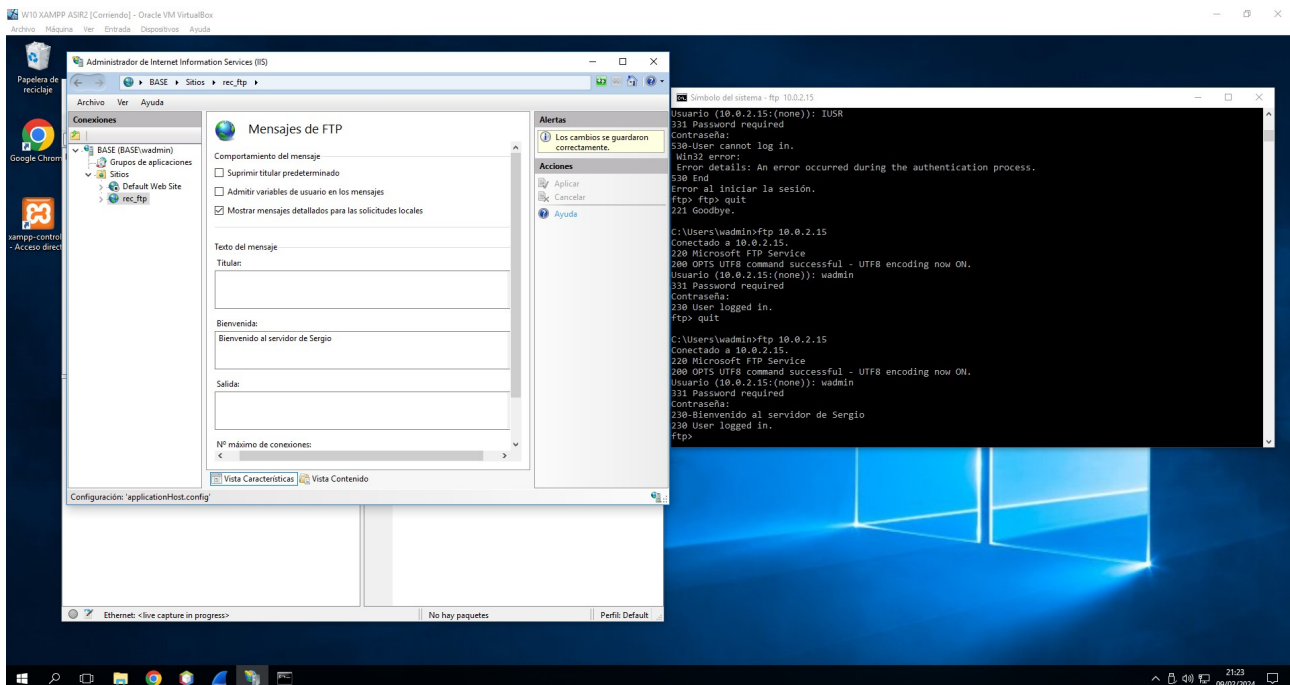 W10 XAMPP ASIR2 [Corriendo] - Oracle VM VirtualBox
Archivo Máquina Ver Entrada Dispositivos Ayuda
Papelera de reciclaje
Google Chrom
xampp-control
- Acceso direct
Administrador de Internet Information Services (IIS)
BASE Sitios rec_ftp
Archivo Ver Ayuda
Conexiones
BASE (BASE\wadmin)
Grupos de aplicaciones
Sitios
Default Web Site
rec_ftp
Mensajes de FTP
Comportamiento del mensaje
Suprimir titular predeterminado
Admitir variables de usuario en los mensajes
Mostrar mensajes detallados para las solicitudes locales
Texto del mensaje
Titular:
Bienvenida:
Bienvenido al servidor de Sergio
Salida:
Nº máximo de conexiones:
Vista Características Vista Contenido
Alertas
Los cambios se guardaron
correctamente.
Acciones
Aplicar
Cancelar
Ayuda
Configuración: 'applicationHost.config'
Símbolo del sistema - ftp 10.0.2.15
Usuario (10.0.2.15:(none)): IUSR
331 Password required
Contraseña:
530-User cannot log in.
Win32 error:
Error details: An error occurred during the authentication process.
530 End
Error al iniciar la sesión.
ftp> ftp> quit
221 Goodbye.
C:\Users\wadmin>ftp 10.0.2.15
Conectado a 10.0.2.15.
220 Microsoft FTP Service
200 OPTS UTF8 command successful - UTF8 encoding now ON.
Usuario (10.0.2.15:(none)): wadmin
331 Password required
Contraseña:
230 User logged in.
ftp> quit
C:\Users\wadmin>ftp 10.0.2.15
Conectado a 10.0.2.15.
220 Microsoft FTP Service
200 OPTS UTF8 command successful - UTF8 encoding now ON.
Usuario (10.0.2.15:(none)): wadmin
331 Password required
Contraseña:
230-Bienvenido al servidor de Sergio
230 User logged in.
ftp>
Ethernet: <live capture in progress> No hay paquetes Perfil: Default
21:23
09/02/2024